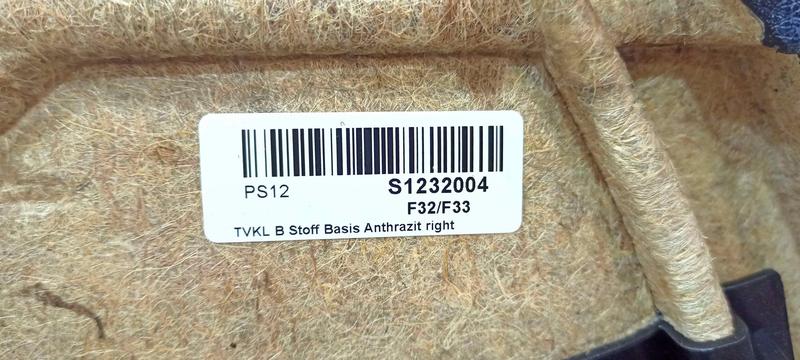 PS12 S1232004
F32/F33
TVKL B Stoff Basis Anthrazit right